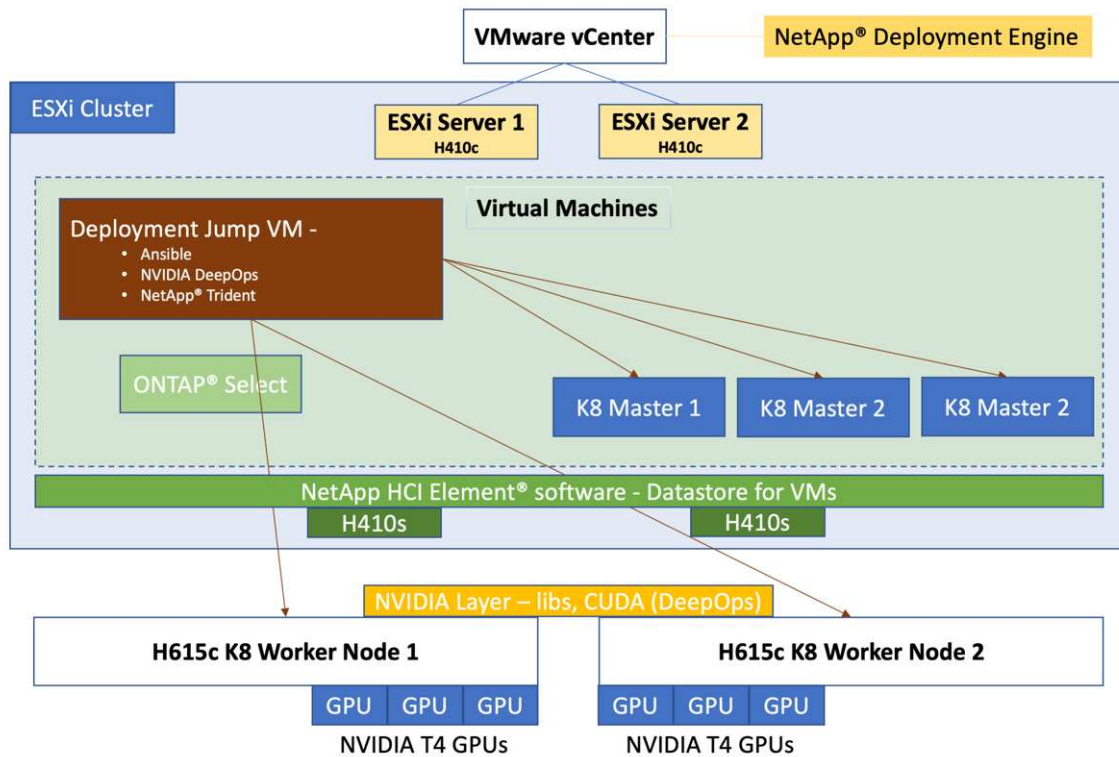 VMware vCenter
NetApp® Deployment Engine
ESXi Cluster
ESXi Server 1
H410c
ESXi Server 2
H410c
Virtual Machines
Deployment Jump VM -
• Ansible
• NVIDIA DeepOps
• NetApp® Trident
ONTAP® Select
K8 Master 1
K8 Master 2
K8 Master 2
NetApp HCI Element® software - Datastore for VMs
H410s
H410s
NVIDIA Layer – libs, CUDA (DeepOps)
H615c K8 Worker Node 1
H615c K8 Worker Node 2
GPU
GPU
GPU
GPU
GPU
GPU
NVIDIA T4 GPUs
NVIDIA T4 GPUs